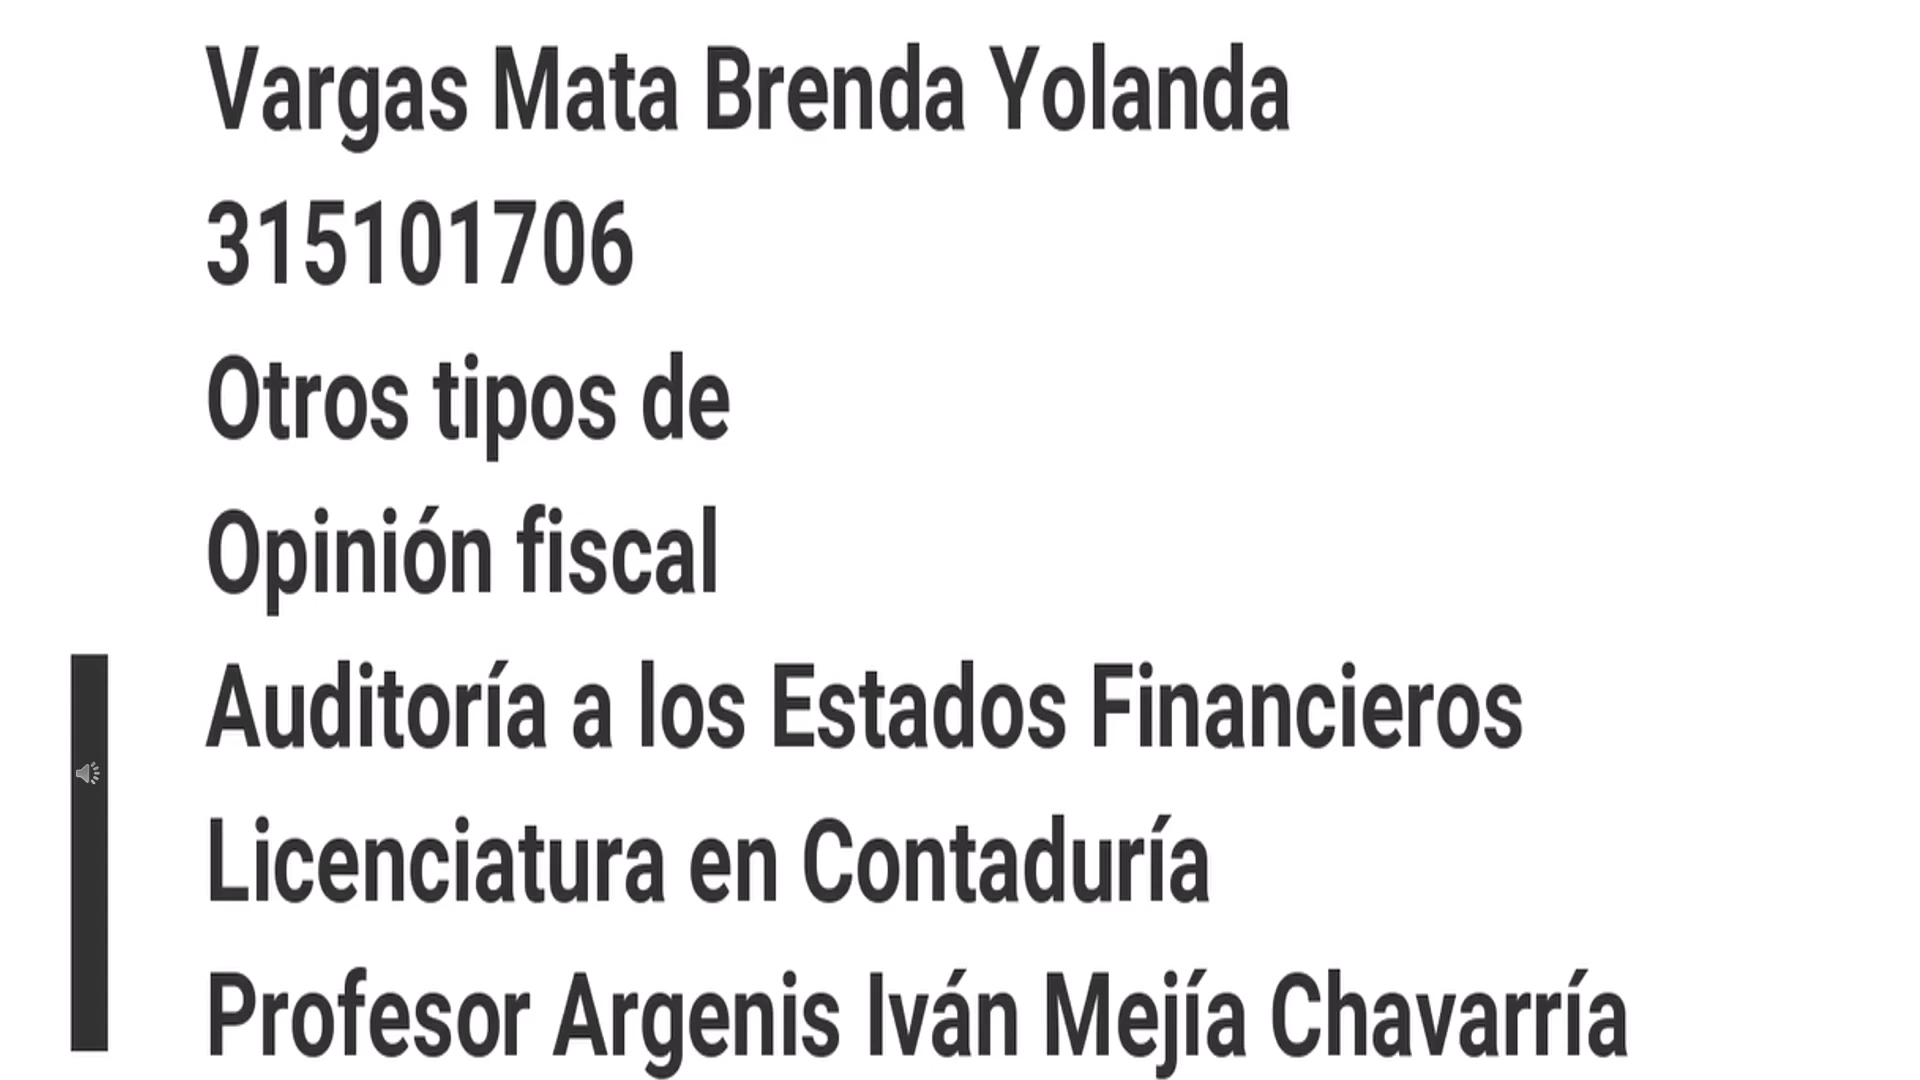 Vargas Mata Brenda Yolanda
315101706
Otros tipos de
Opinión fiscal
Auditoría a los Estados Financieros
Licenciatura en Contaduría
Profesor Argenis Iván Mejía Chavarría